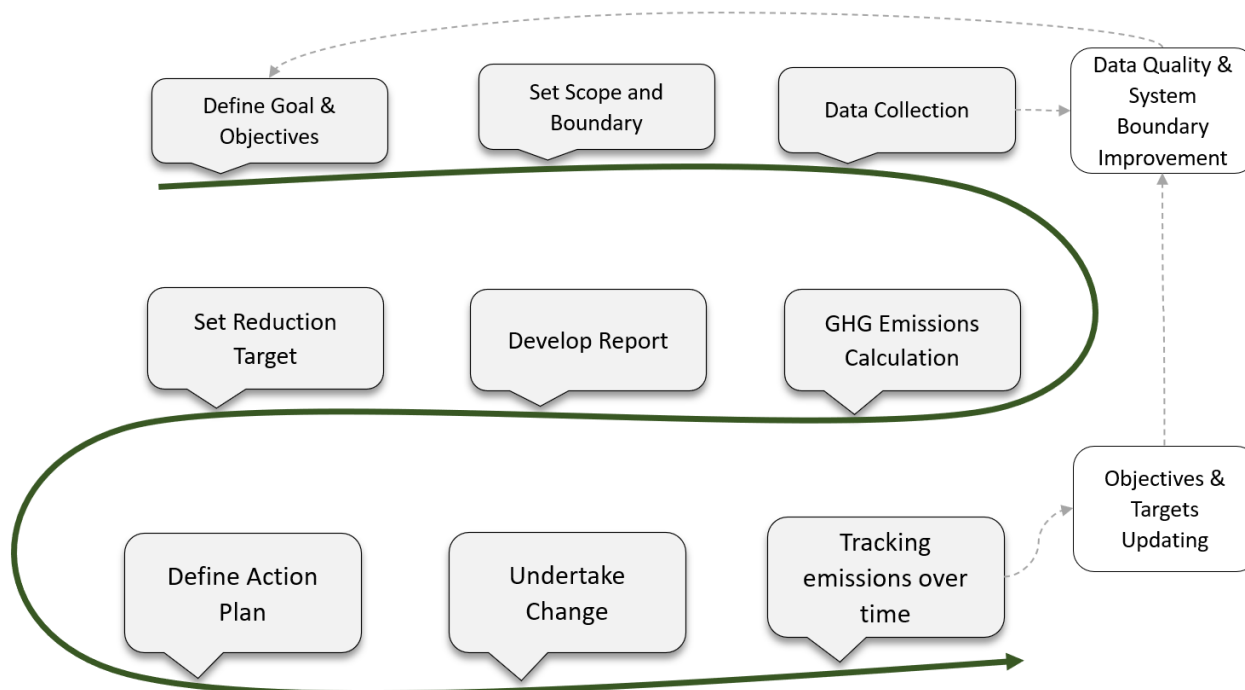 Define Goal &
Objectives
Set Scope and
Boundary
Data Collection
Data Quality &
System
Boundary
Improvement
Set Reduction
Target
Develop Report
GHG Emissions
Calculation
Define Action
Plan
Undertake
Change
Tracking
emissions over
time
Objectives &
Targets
Updating